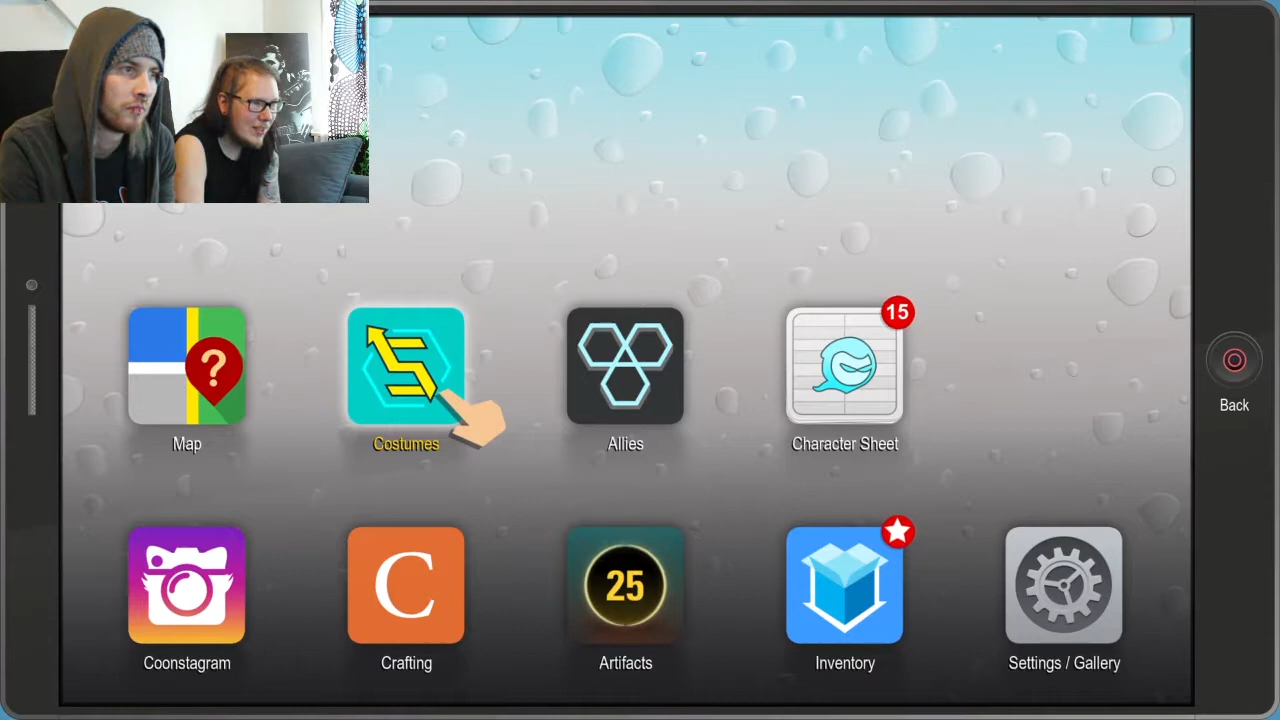 15
?
Map
Costumes
Allies
Character Sheet
Back
C
25
Coonstagram
Crafting
Artifacts
Inventory
Settings / Gallery